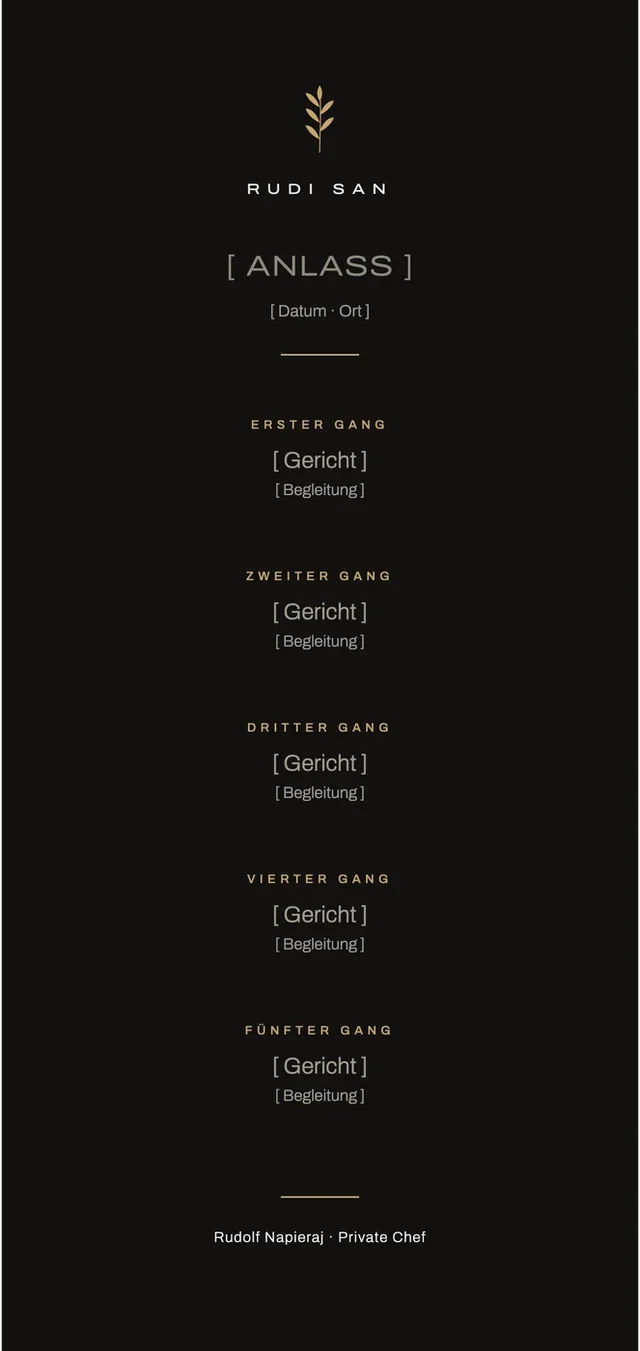 RUDI SAN
[ ANLASS ]
[ Datum · Ort ]
ERSTER GANG
[ Gericht ]
[ Begleitung ]
ZWEITER GANG
[ Gericht ]
[ Begleitung ]
DRITTER GANG
[ Gericht ]
[ Begleitung ]
VIERTER GANG
[ Gericht ]
[ Begleitung ]
FÜNFTER GANG
[ Gericht ]
[ Begleitung ]
Rudolf Napieraj · Private Chef